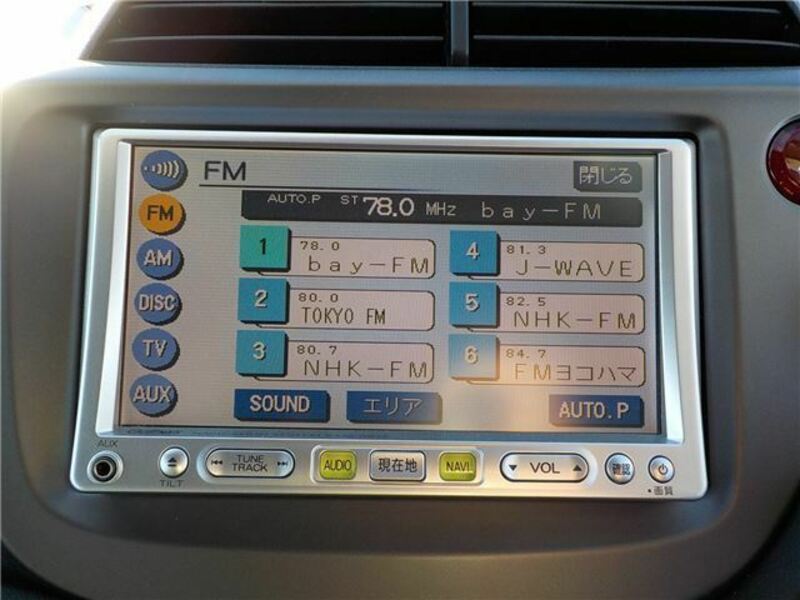 FM 閉じる
AUTO.P ST 78.0 MHz bay-FM
FM
AM
DISC
TV
AUX
1 78.0 bay-FM
2 80.0 TOKYO FM
3 80.7 NHK-FM
4 81.3 J-WAVE
5 82.5 NHK-FM
6 84.7 FMヨコハマ
SOUND エリア AUTO.P
AUX
TILT
TUNE
TRACK
AUDIO 現在地 NAVI
VOL
確認
画質